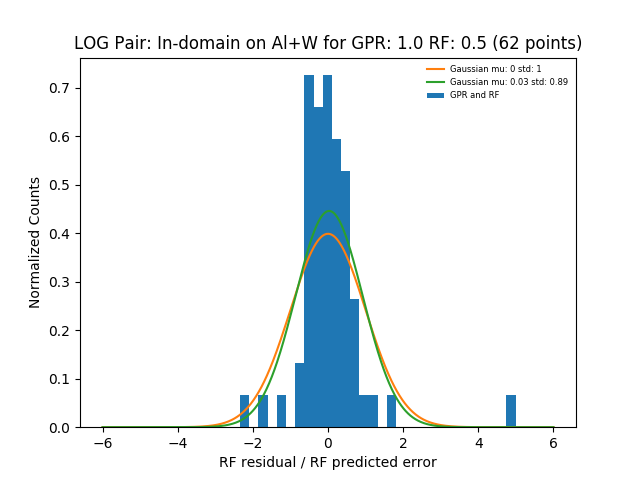 LOG Pair: In-domain on Al+W for GPR: 1.0 RF: 0.5 (62 points)
Gaussian mu: 0 std: 1
Gaussian mu: 0.03 std: 0.89
GPR and RF
Normalized Counts
0.7
0.6
0.5
0.4
0.3
0.2
0.1
0.0
−6 −4 −2 0 2 4 6
RF residual / RF predicted error